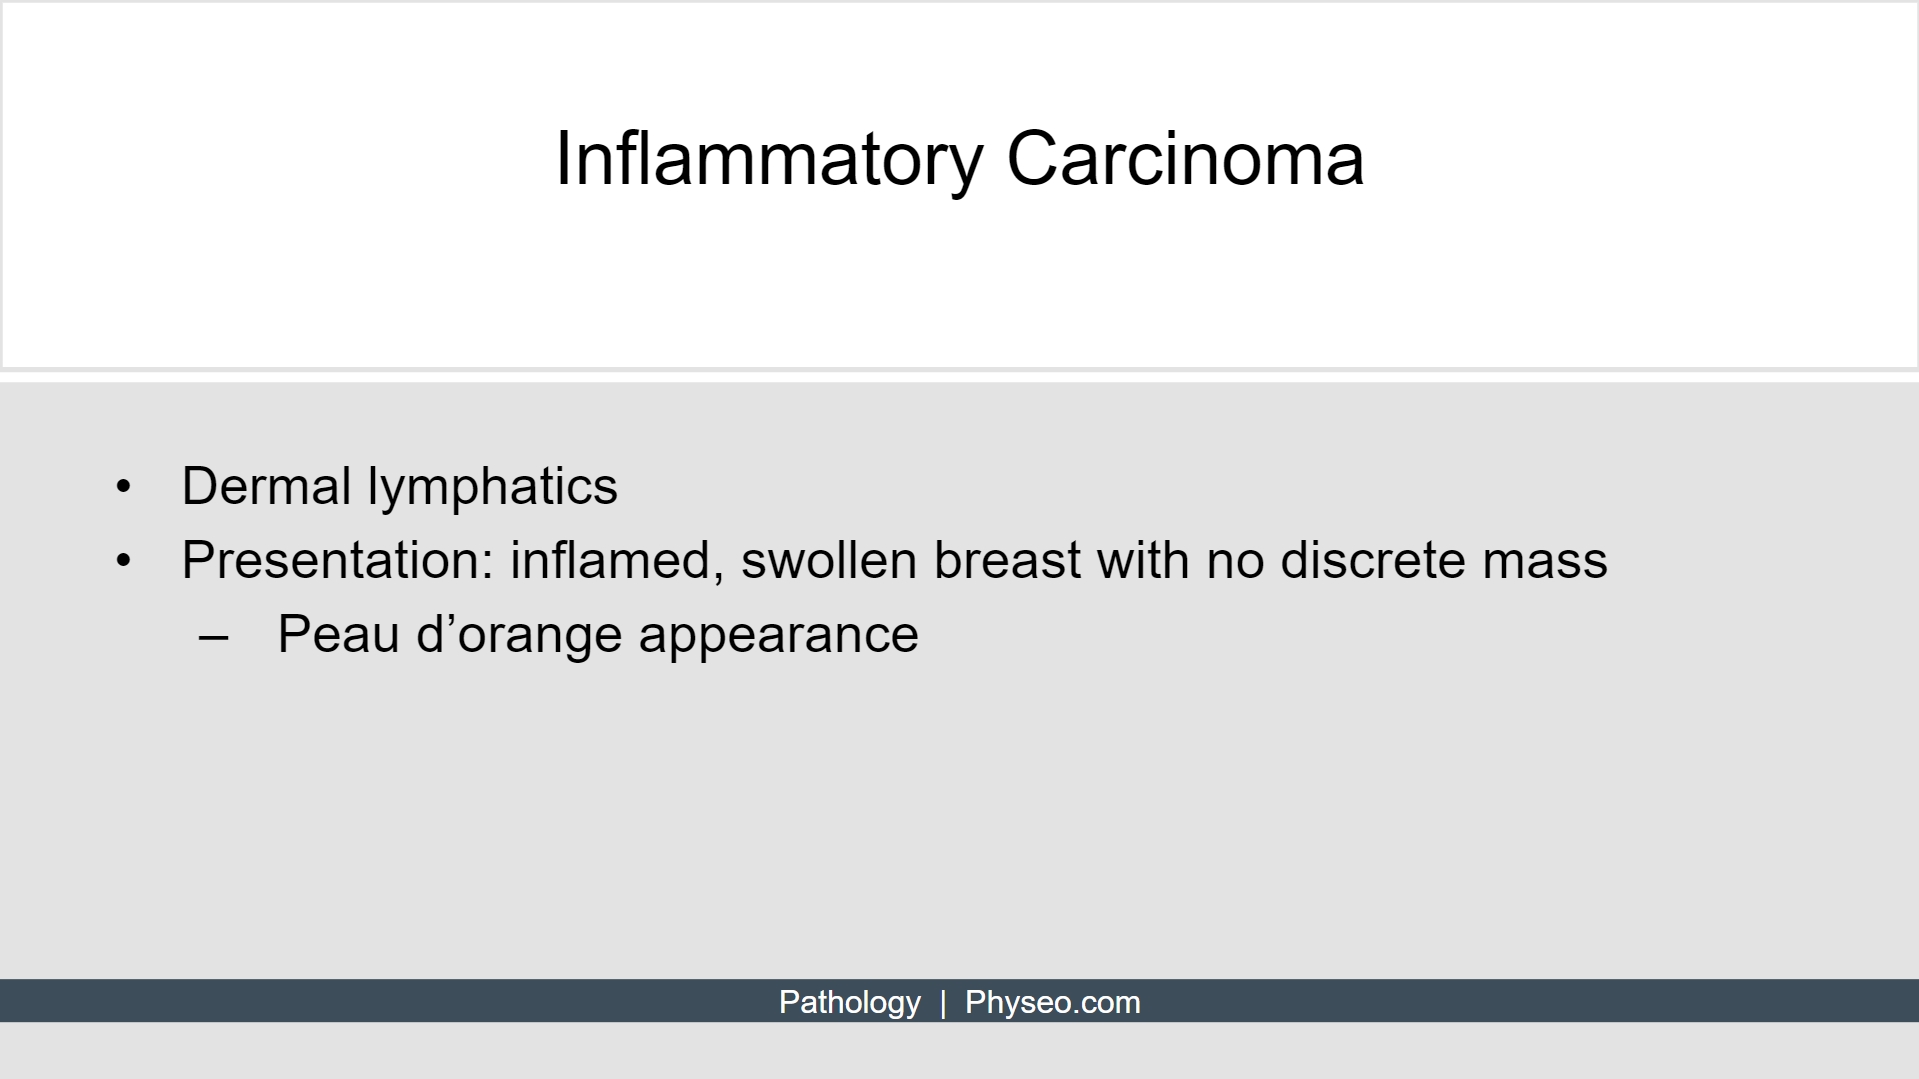 Inflammatory Carcinoma
• Dermal lymphatics
• Presentation: inflamed, swollen breast with no discrete mass
– Peau d’orange appearance
Pathology | Physeo.com